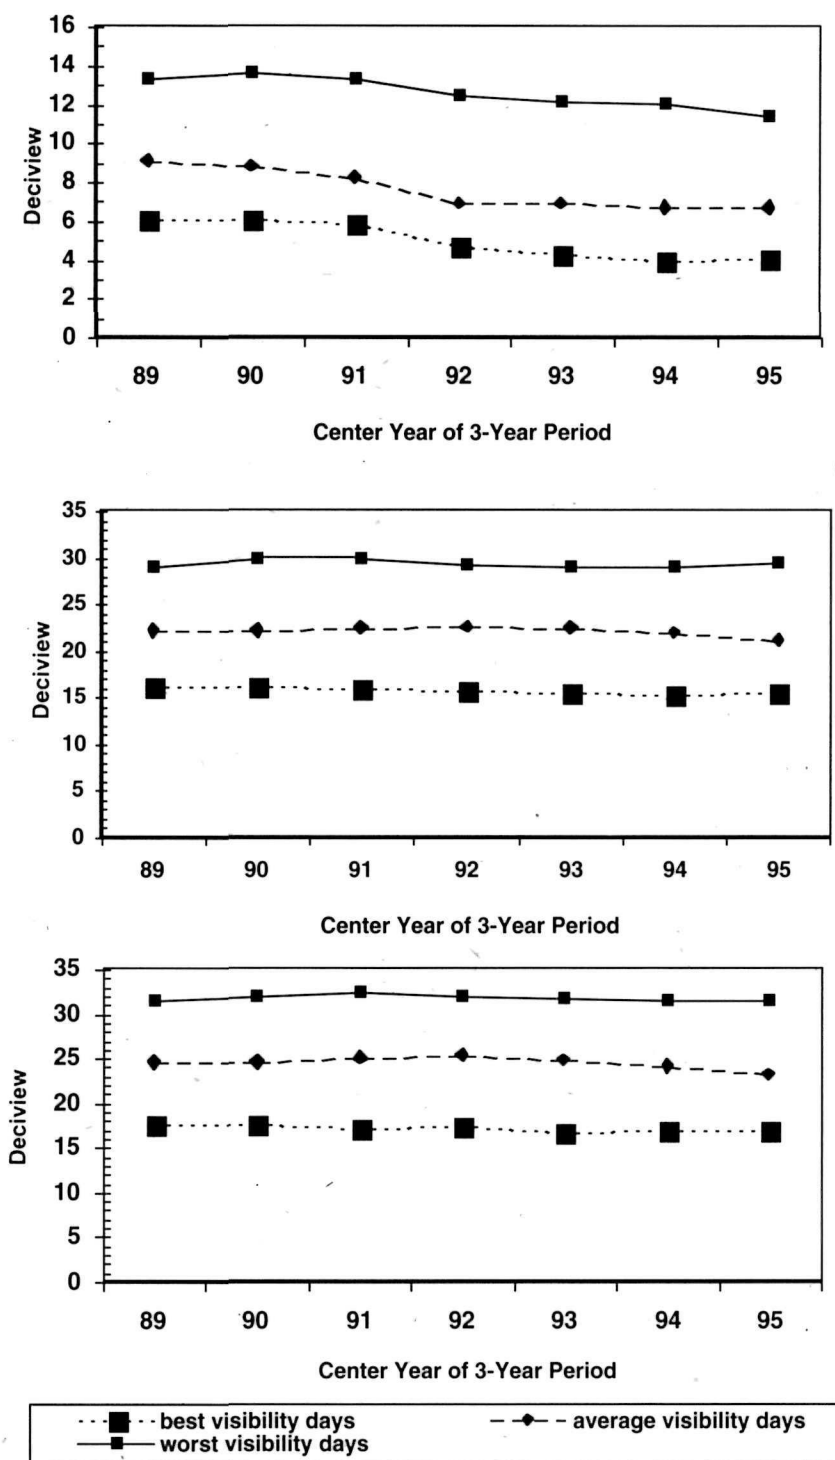 16
14
12
10
8
6
4
2
0
Deciview
89 90 91 92 93 94 95
Center Year of 3-Year Period
35
30
25
20
15
10
5
0
Deciview
89 90 91 92 93 94 95
Center Year of 3-Year Period
35
30
25
20
15
10
5
0
Deciview
89 90 91 92 93 94 95
Center Year of 3-Year Period
best visibility days average visibility days
worst visibility days